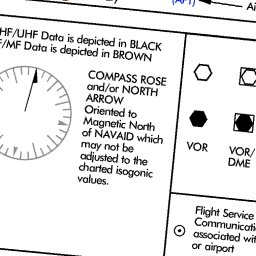 (APT)
HF/UHF Data is depicted in BLACK
F/MF Data is depicted in BROWN
COMPASS ROSE
and/or NORTH
ARROW
Oriented to
Magnetic North
of NAVAID which
may not be
adjusted to the
charted isogonic
values.
VOR
VOR/
DME
Flight Service
Communicati
associated wit
or airport